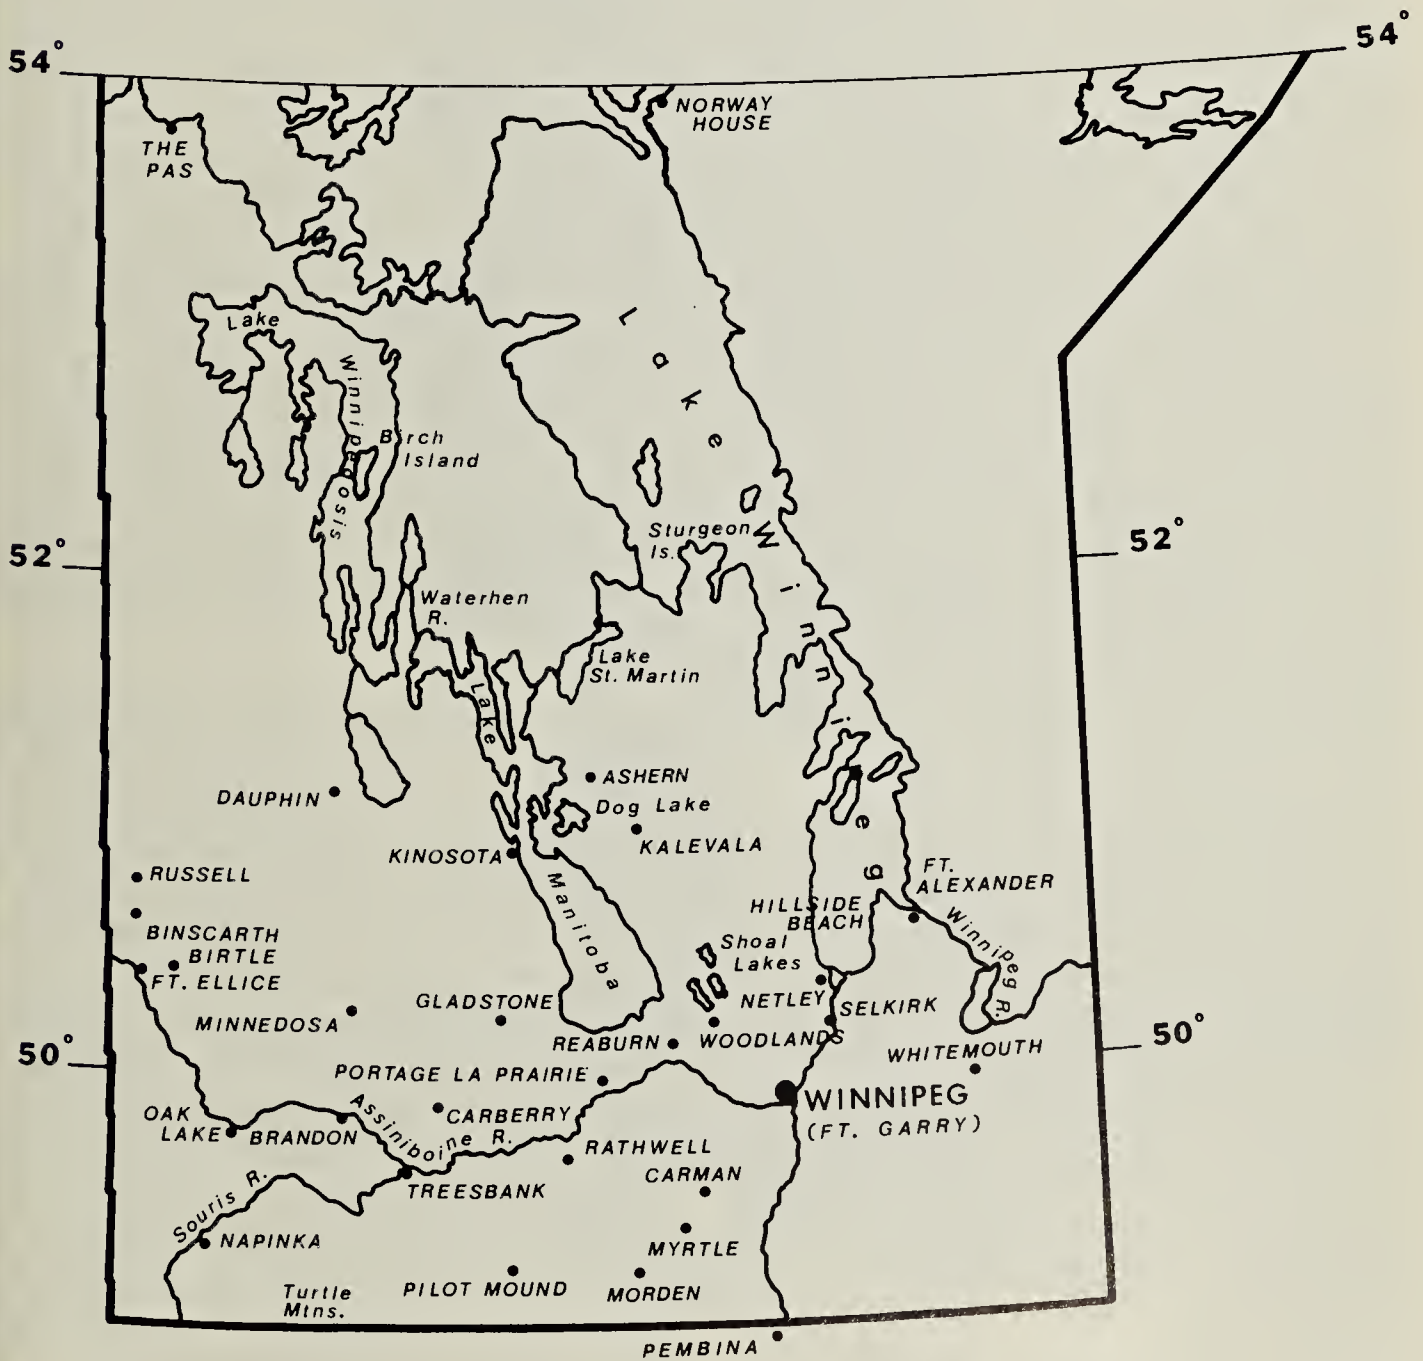 54°
54°
NORWAY
HOUSE
THE
PAS
Lake
Winnipegosis
Lake Winnipeg
Birch
Island
Sturgeon
Is.
52°
52°
Waterhen
R.
Lake
St. Martin
Lake
Manitoba
ASHERN
DAUPHIN
Dog Lake
KALEVALA
KINOSOTA
RUSSELL
FT.
ALEXANDER
HILLSIDE
BEACH
Winnipeg R.
BINSCARTH
BIRTLE
FT. ELLICE
Shoal
Lakes
GLADSTONE
NETLEY
SELKIRK
MINNEDOSA
REABURN
WOODLANDS
50°
50°
WHITEMOUTH
PORTAGE LA PRAIRIE
WINNIPEG
(FT. GARRY)
OAK
LAKE
BRANDON
Assiniboine R.
CARBERRY
RATHWELL
CARMAN
TREESBANK
Souris R.
NAPINKA
MYRTLE
Turtle
Mtns.
PILOT MOUND
MORDEN
PEMBINA